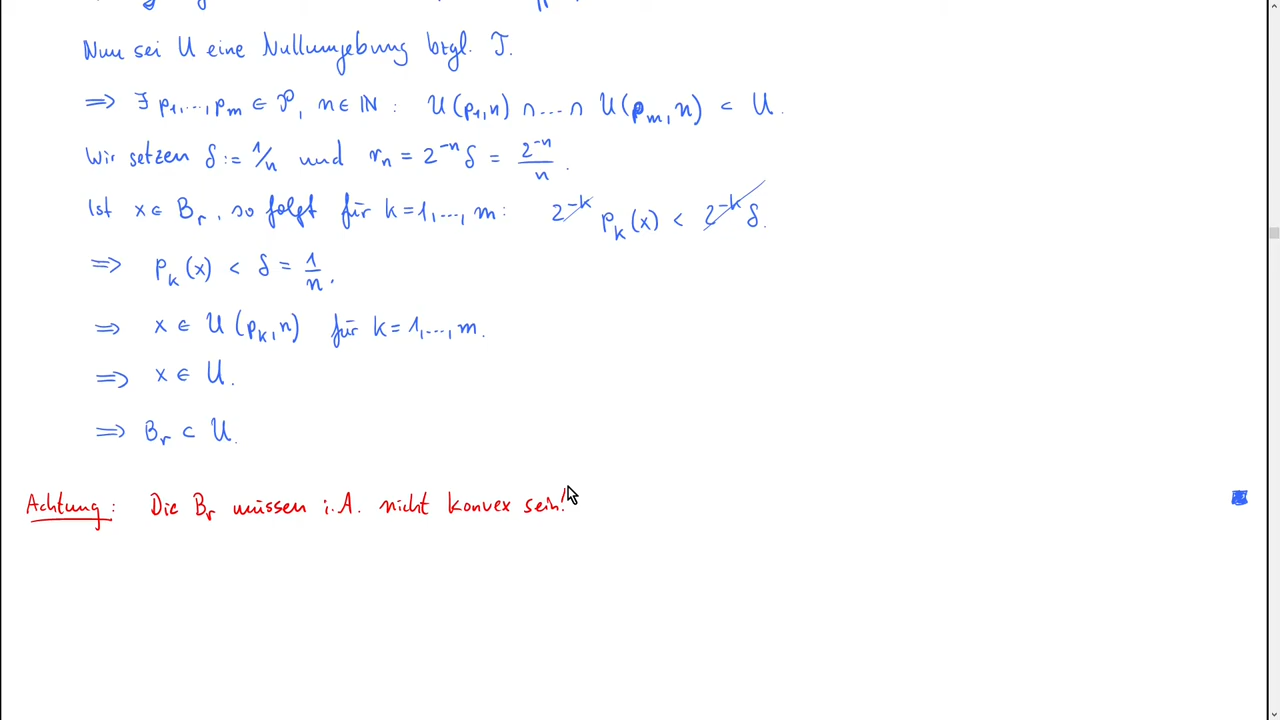 Nun sei U eine Nullumgebung bzgl. 𝒯.
⟹ ∃ p₁,...,pₘ ∈ 𝒫, n ∈ ℕ : U(p₁,n) ∩ ... ∩ U(pₘ,n) ⊂ U.
Wir setzen δ := 1/n und rₙ = 2⁻ⁿ δ = 2⁻ⁿ/n.
Ist x ∈ Bᵣ, so folgt für k=1,...,m: 2⁻ᵏ pₖ(x) < 2⁻ᵏ δ.
⟹ pₖ(x) < δ = 1/n.
⟹ x ∈ U(pₖ,n) für k=1,...,m.
⟹ x ∈ U.
⟹ Bᵣ ⊂ U.
Achtung: Die Bᵣ müssen i.A. nicht konvex sein!